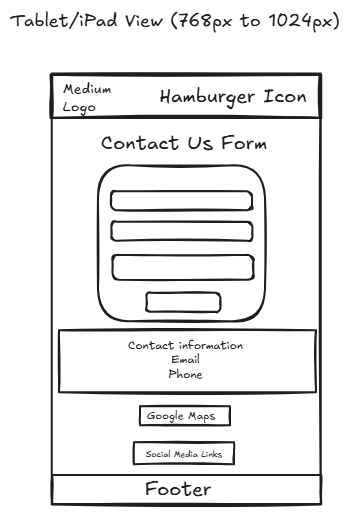 Tablet/iPad View (768px to 1024px)
Medium
Logo
Hamburger Icon
Contact Us Form
Contact information
Email
Phone
Google Maps
Social Media Links
Footer